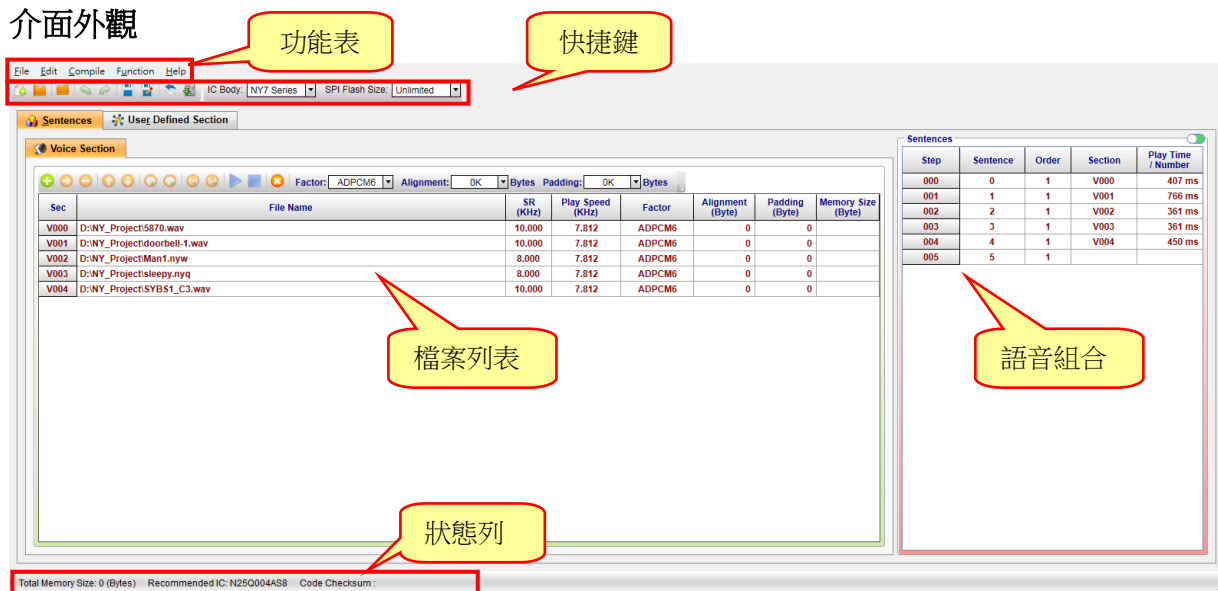 介面外觀
功能表
快捷鍵
File Edit Compile Function Help
IC Body: NY7 Series SPI Flash Size: Unlimited
Sentences User Defined Section
Voice Section
Factor: ADPCM6 Alignment: 0K Bytes Padding: 0K Bytes
Sec File Name SR (KHz) Play Speed (KHz) Factor Alignment (Byte) Padding (Byte) Memory Size (Byte)
V000 D:\NY_Project\5870.wav 10.000 7.812 ADPCM6 0 0
V001 D:\NY_Project\doorbell-1.wav 10.000 7.812 ADPCM6 0 0
V002 D:\NY_Project\Man1.nyw 8.000 7.812 ADPCM6 0 0
V003 D:\NY_Project\sleepy.nyq 8.000 7.812 ADPCM6 0 0
V004 D:\NY_Project\SYBS1_C3.wav 10.000 7.812 ADPCM6 0 0
檔案列表
Sentences
Step Sentence Order Section Play Time / Number
000 0 1 V000 407 ms
001 1 1 V001 766 ms
002 2 1 V002 361 ms
003 3 1 V003 361 ms
004 4 1 V004 450 ms
005 5 1
語音組合
狀態列
Total Memory Size: 0 (Bytes) Recommended IC: N25Q004AS8 Code Checksum :